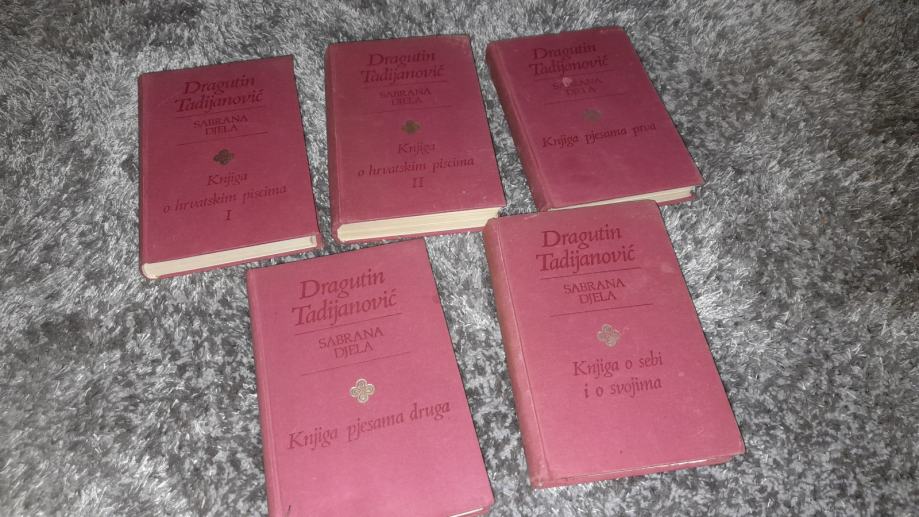 Dragutin
Tadijanović
SABRANA
DJELA
Knjiga
o hrvatskim piscima
I
Dragutin
Tadijanović
SABRANA
DJELA
Knjiga
o hrvatskim piscima
II
Dragutin
Tadijanović
SABRANA
DJELA
Knjiga pjesama prva
Dragutin
Tadijanović
SABRANA
DJELA
Knjiga pjesama druga
Dragutin
Tadijanović
SABRANA
DJELA
Knjiga o sebi
i o svojima